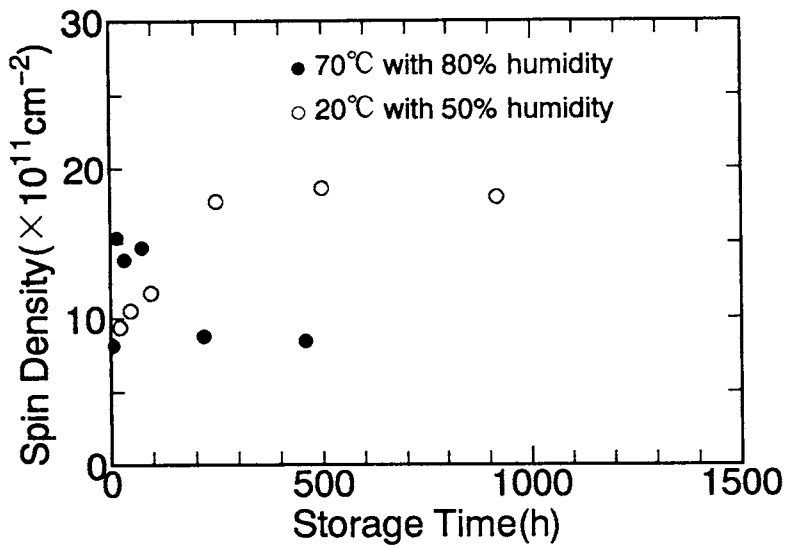 30
● 70℃ with 80% humidity
○ 20℃ with 50% humidity
20
10
0
Spin Density(×10¹¹cm⁻²)
0 500 1000 1500
Storage Time(h)